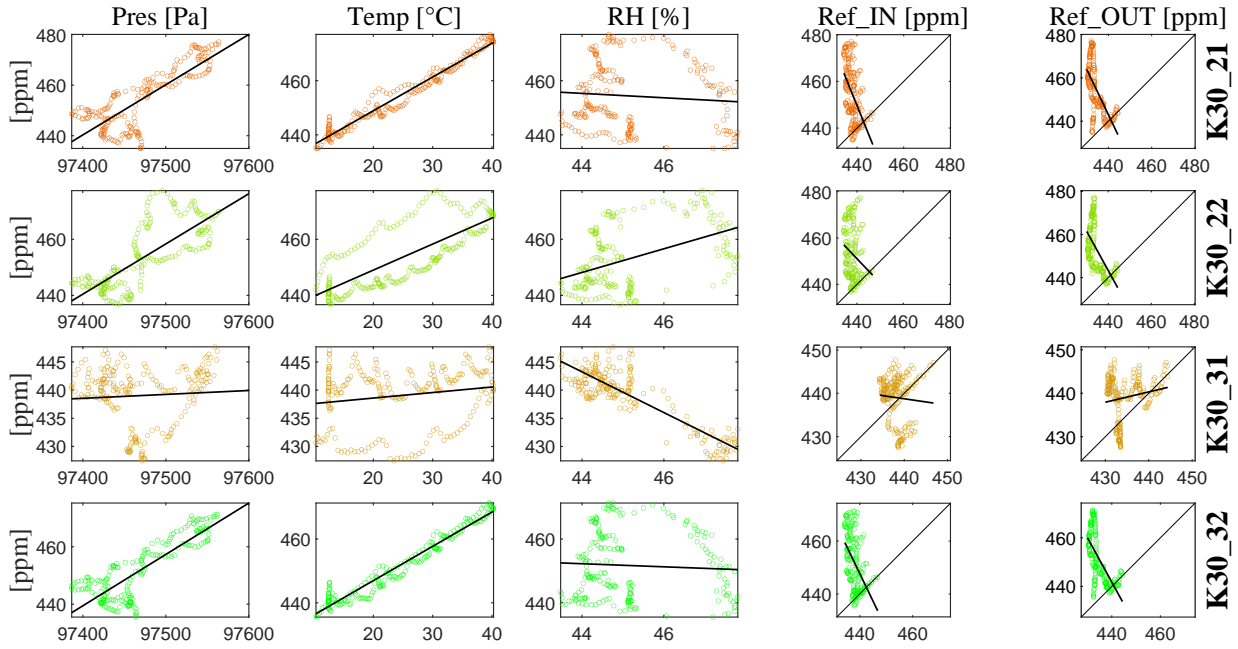 Pres [Pa] Temp [°C] RH [%] Ref_IN [ppm] Ref_OUT [ppm]
[ppm] 480 460 440 97400 97500 97600
460 440 20 30 40
460 440 44 46
480 460 440 440 460 480
480 460 440 440 460 480
K30_21
[ppm] 460 440 97400 97500 97600
460 440 20 30 40
460 440 44 46
480 460 440 440 460 480
480 460 440 440 460 480
K30_22
[ppm] 445 440 435 430 97400 97500 97600
445 440 435 430 20 30 40
445 440 435 430 44 46
450 440 430 430 440 450
450 440 430 430 440 450
K30_31
[ppm] 460 440 97400 97500 97600
460 440 20 30 40
460 440 44 46
460 440 440 460
460 440 440 460
K30_32